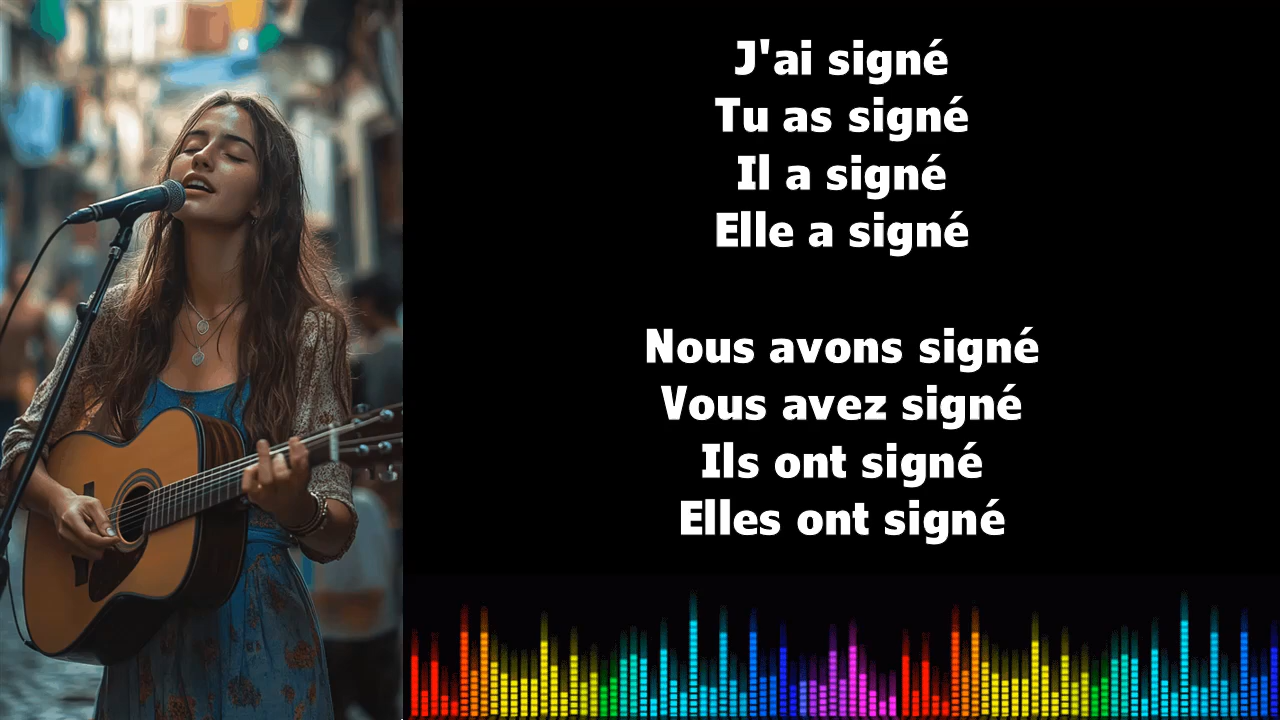 J'ai signé
Tu as signé
Il a signé
Elle a signé
Nous avons signé
Vous avez signé
Ils ont signé
Elles ont signé